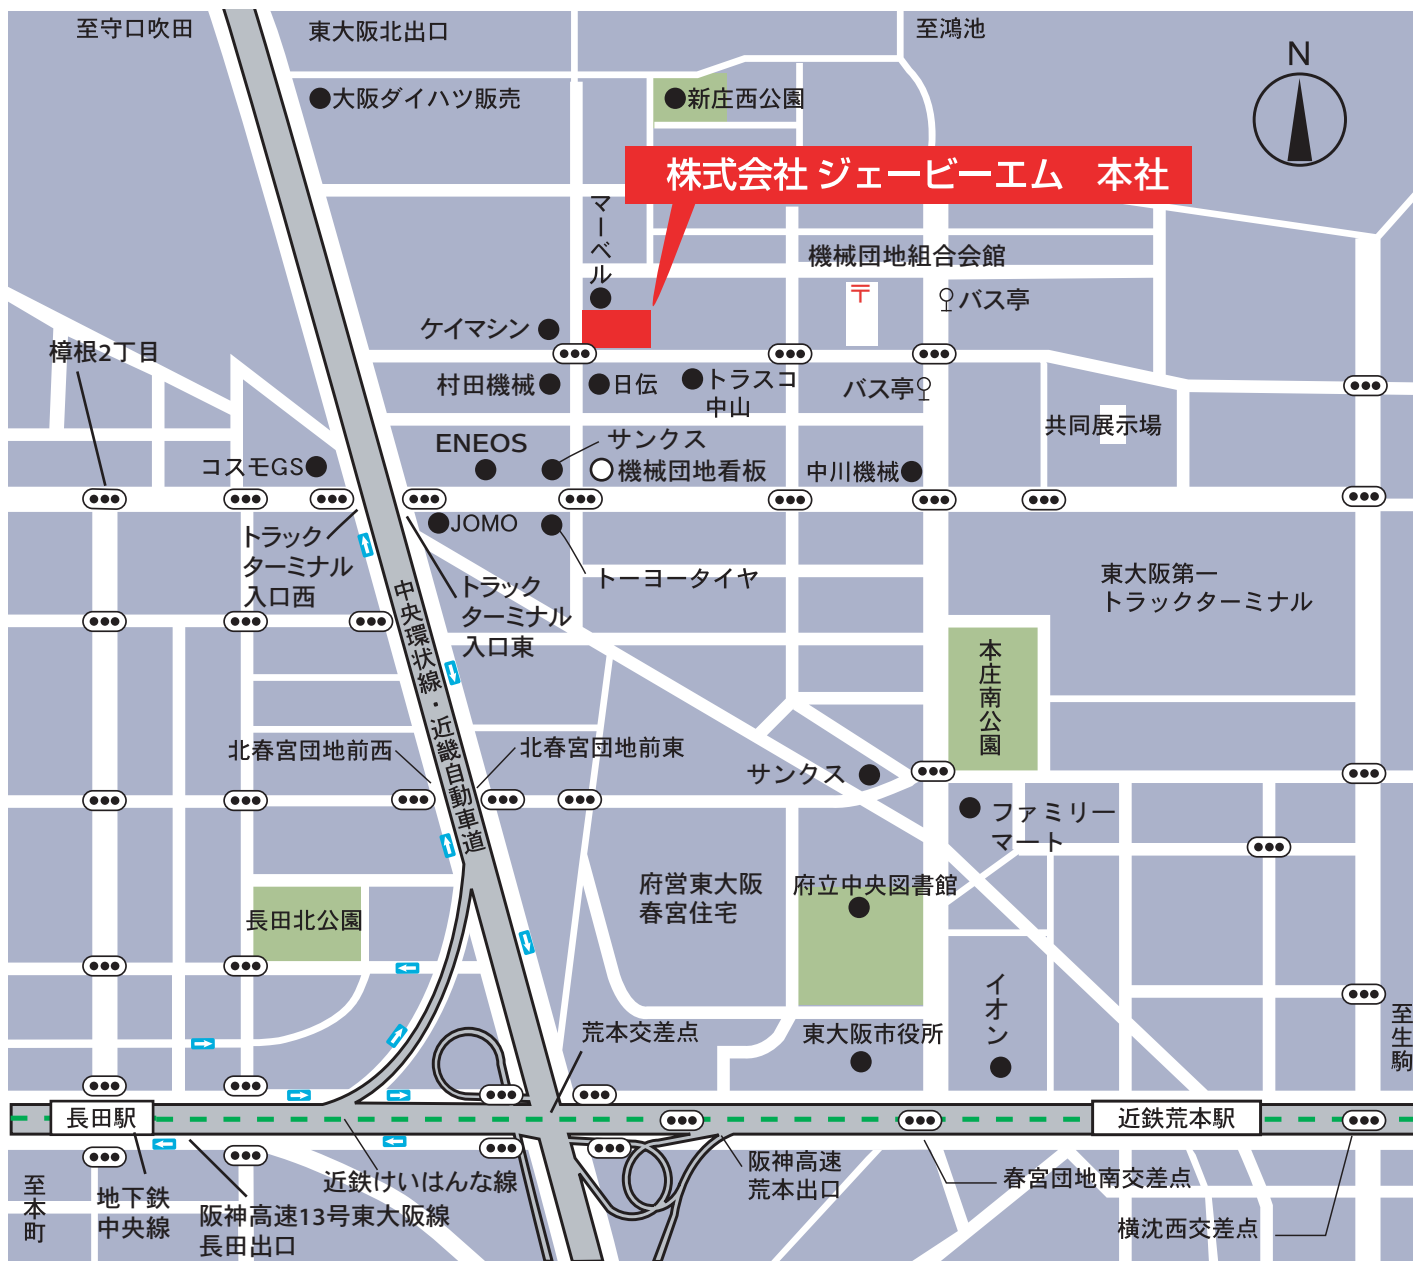 至守口吹田
東大阪北出口
至鴻池
N
大阪ダイハツ販売
新庄西公園
株式会社 ジェービーエム　本社
マーベル
機械団地組合会館
〒
バス亭
ケイマシン
樟根2丁目
村田機械
日伝
トラスコ
中山
バス亭
共同展示場
ENEOS
サンクス
コスモGS
機械団地看板
中川機械
JOMO
トラック
ターミナル
入口西
トーヨータイヤ
トラック
ターミナル
入口東
東大阪第一
トラックターミナル
中央環状線・近畿自動車道
本庄南公園
北春宮団地前西
北春宮団地前東
サンクス
ファミリー
マート
府営東大阪
春宮住宅
府立中央図書館
長田北公園
イオン
至生駒
荒本交差点
東大阪市役所
長田駅
近鉄荒本駅
阪神高速
荒本出口
春宮団地南交差点
近鉄けいはんな線
至本町
地下鉄
中央線
阪神高速13号東大阪線
長田出口
横沈西交差点